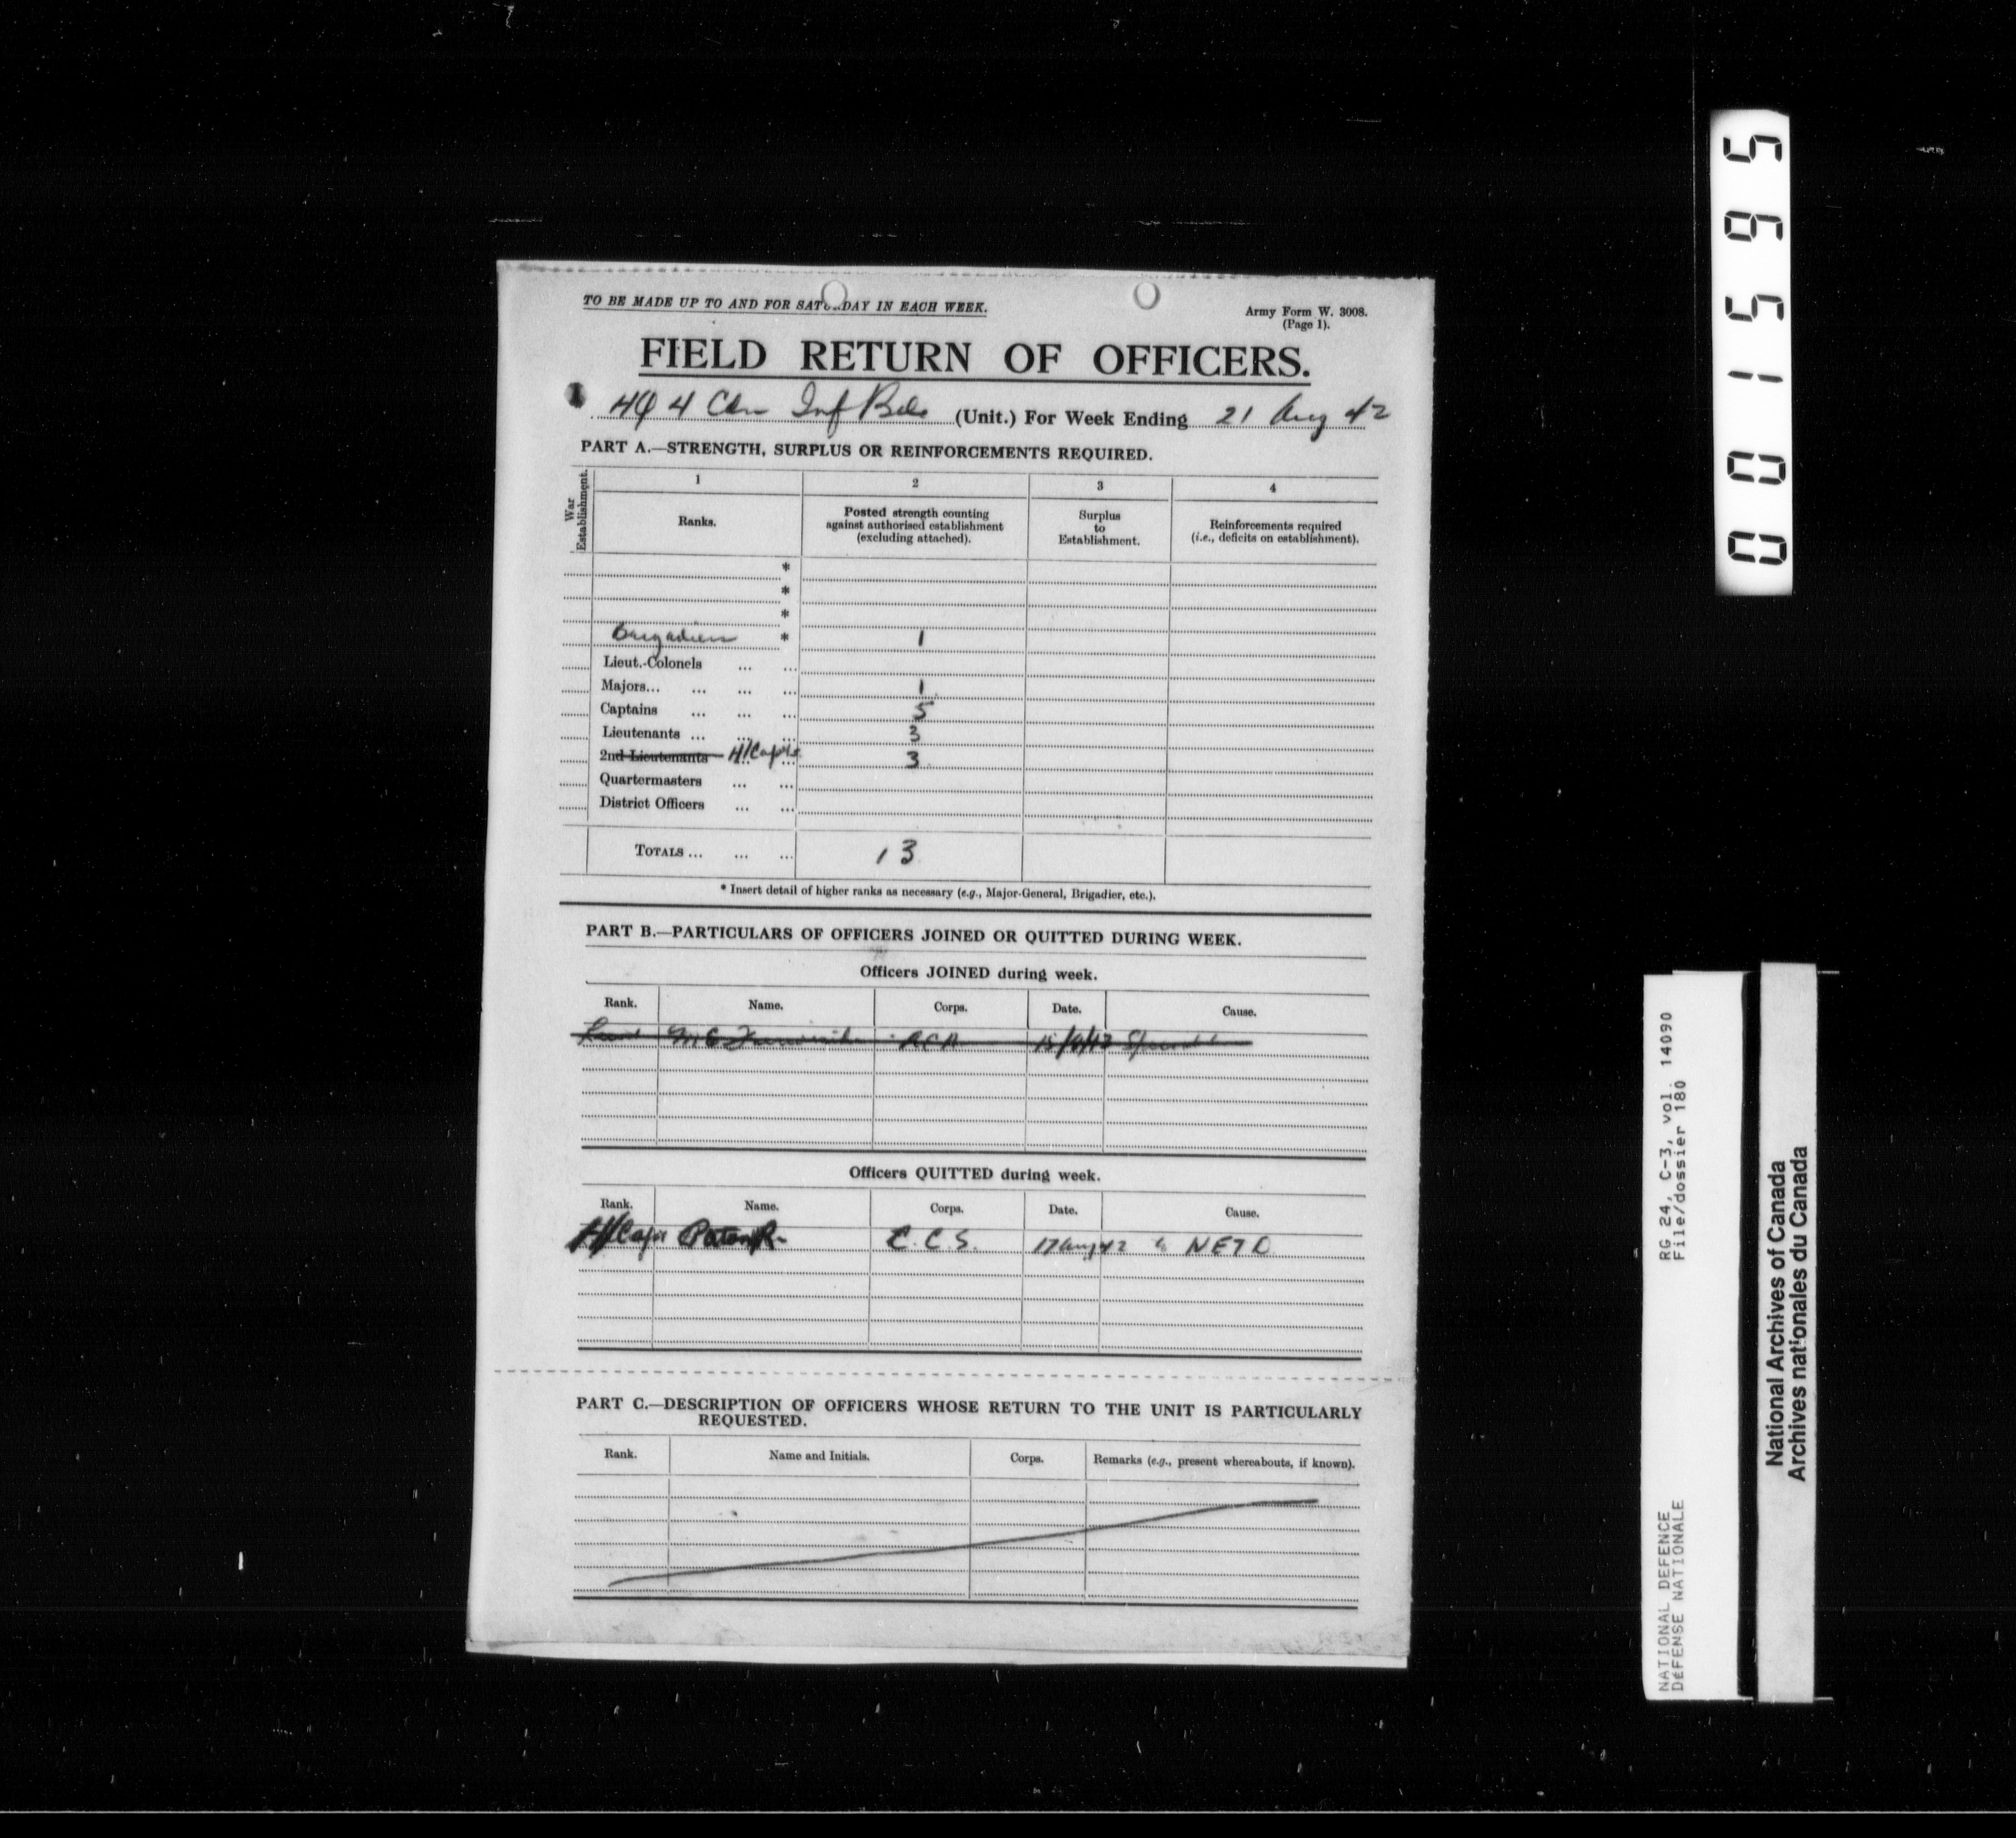 TO BE MADE UP TO AND FOR SATURDAY IN EACH WEEK.
Army Form W. 3008.
(Page 1).
FIELD RETURN OF OFFICERS.
HQ 4 Cdn Inf Bde (Unit.) For Week Ending 21 Aug 42
PART A.—STRENGTH, SURPLUS OR REINFORCEMENTS REQUIRED.
War Establishment.
1 2 3 4
Ranks.
Posted strength counting
against authorised establishment
(excluding attached).
Surplus
to
Establishment.
Reinforcements required
(i.e., deficits on establishment).
*
*
*
Brigadiers * 1
Lieut.-Colonels ... ...
Majors... ... ... ... 1
Captains ... ... ... 5
Lieutenants ... ... ... 3
2nd Lieutenants H/Capts ... 3
Quartermasters ... ...
District Officers ... ...
TOTALS ... ... ... 13
* Insert detail of higher ranks as necessary (e.g., Major-General, Brigadier, etc.).
PART B.—PARTICULARS OF OFFICERS JOINED OR QUITTED DURING WEEK.
Officers JOINED during week.
Rank. Name. Corps. Date. Cause.
RCA
Officers QUITTED during week.
Rank. Name. Corps. Date. Cause.
H/Capt C.C.S. 17 Aug 42 NETD
PART C.—DESCRIPTION OF OFFICERS WHOSE RETURN TO THE UNIT IS PARTICULARLY
REQUESTED.
Rank. Name and Initials. Corps. Remarks (e.g., present whereabouts, if known).
001595
RG 24, C-3, vol. 14090
File/dossier 180
NATIONAL DEFENCE
DEFENSE NATIONALE
National Archives of Canada
Archives nationales du Canada